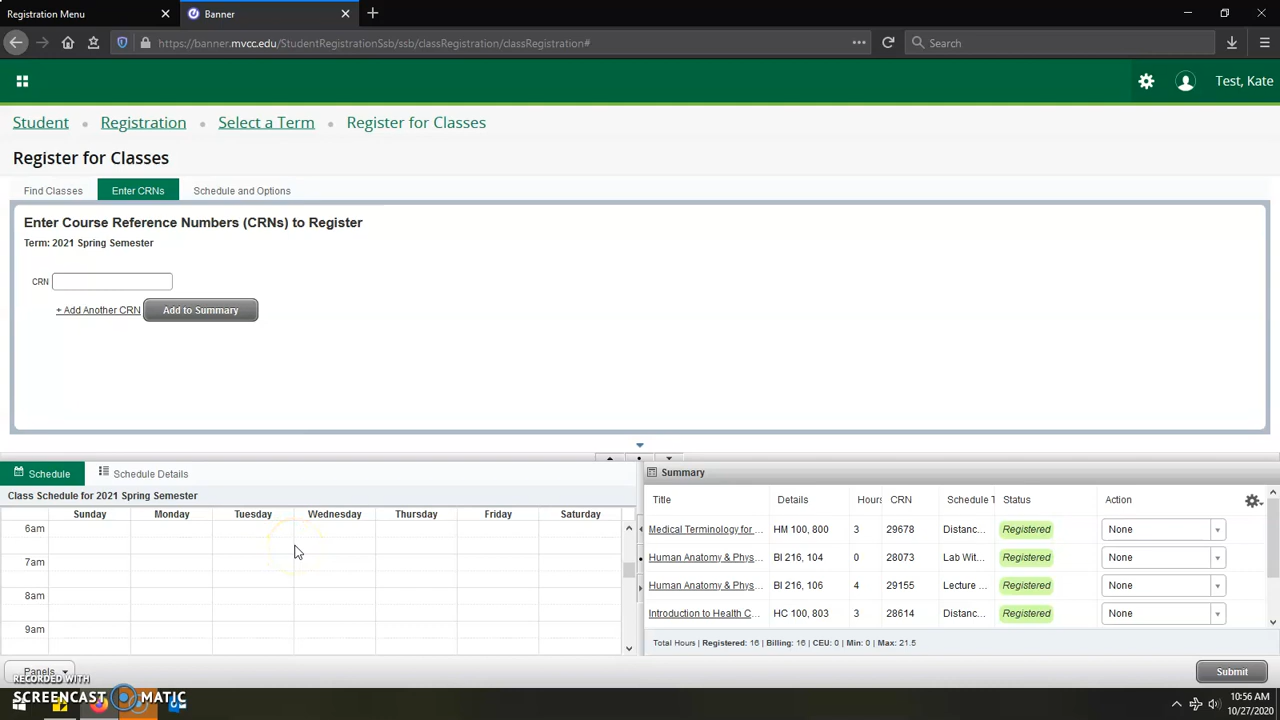 Registration Menu
Banner
https://banner.mvcc.edu/StudentRegistrationSsb/ssb/classRegistration/classRegistration#
Search
Test, Kate
Student • Registration • Select a Term • Register for Classes
Register for Classes
Find Classes
Enter CRNs
Schedule and Options
Enter Course Reference Numbers (CRNs) to Register
Term: 2021 Spring Semester
CRN
+ Add Another CRN
Add to Summary
Schedule
Schedule Details
Class Schedule for 2021 Spring Semester
Sunday Monday Tuesday Wednesday Thursday Friday Saturday
6am
7am
8am
9am
Summary
Title Details Hours CRN Schedule T Status Action
Medical Terminology for ... HM 100, 800 3 29678 Distanc... Registered None
Human Anatomy & Phys... BI 216, 104 0 28073 Lab Wit... Registered None
Human Anatomy & Phys... BI 216, 106 4 29155 Lecture ... Registered None
Introduction to Health C... HC 100, 803 3 28614 Distanc... Registered None
Total Hours | Registered: 16 | Billing: 16 | CEU: 0 | Min: 0 | Max: 21.5
Panels
Submit
RECORDED WITH
SCREENCAST MATIC
10:56 AM
10/27/2020